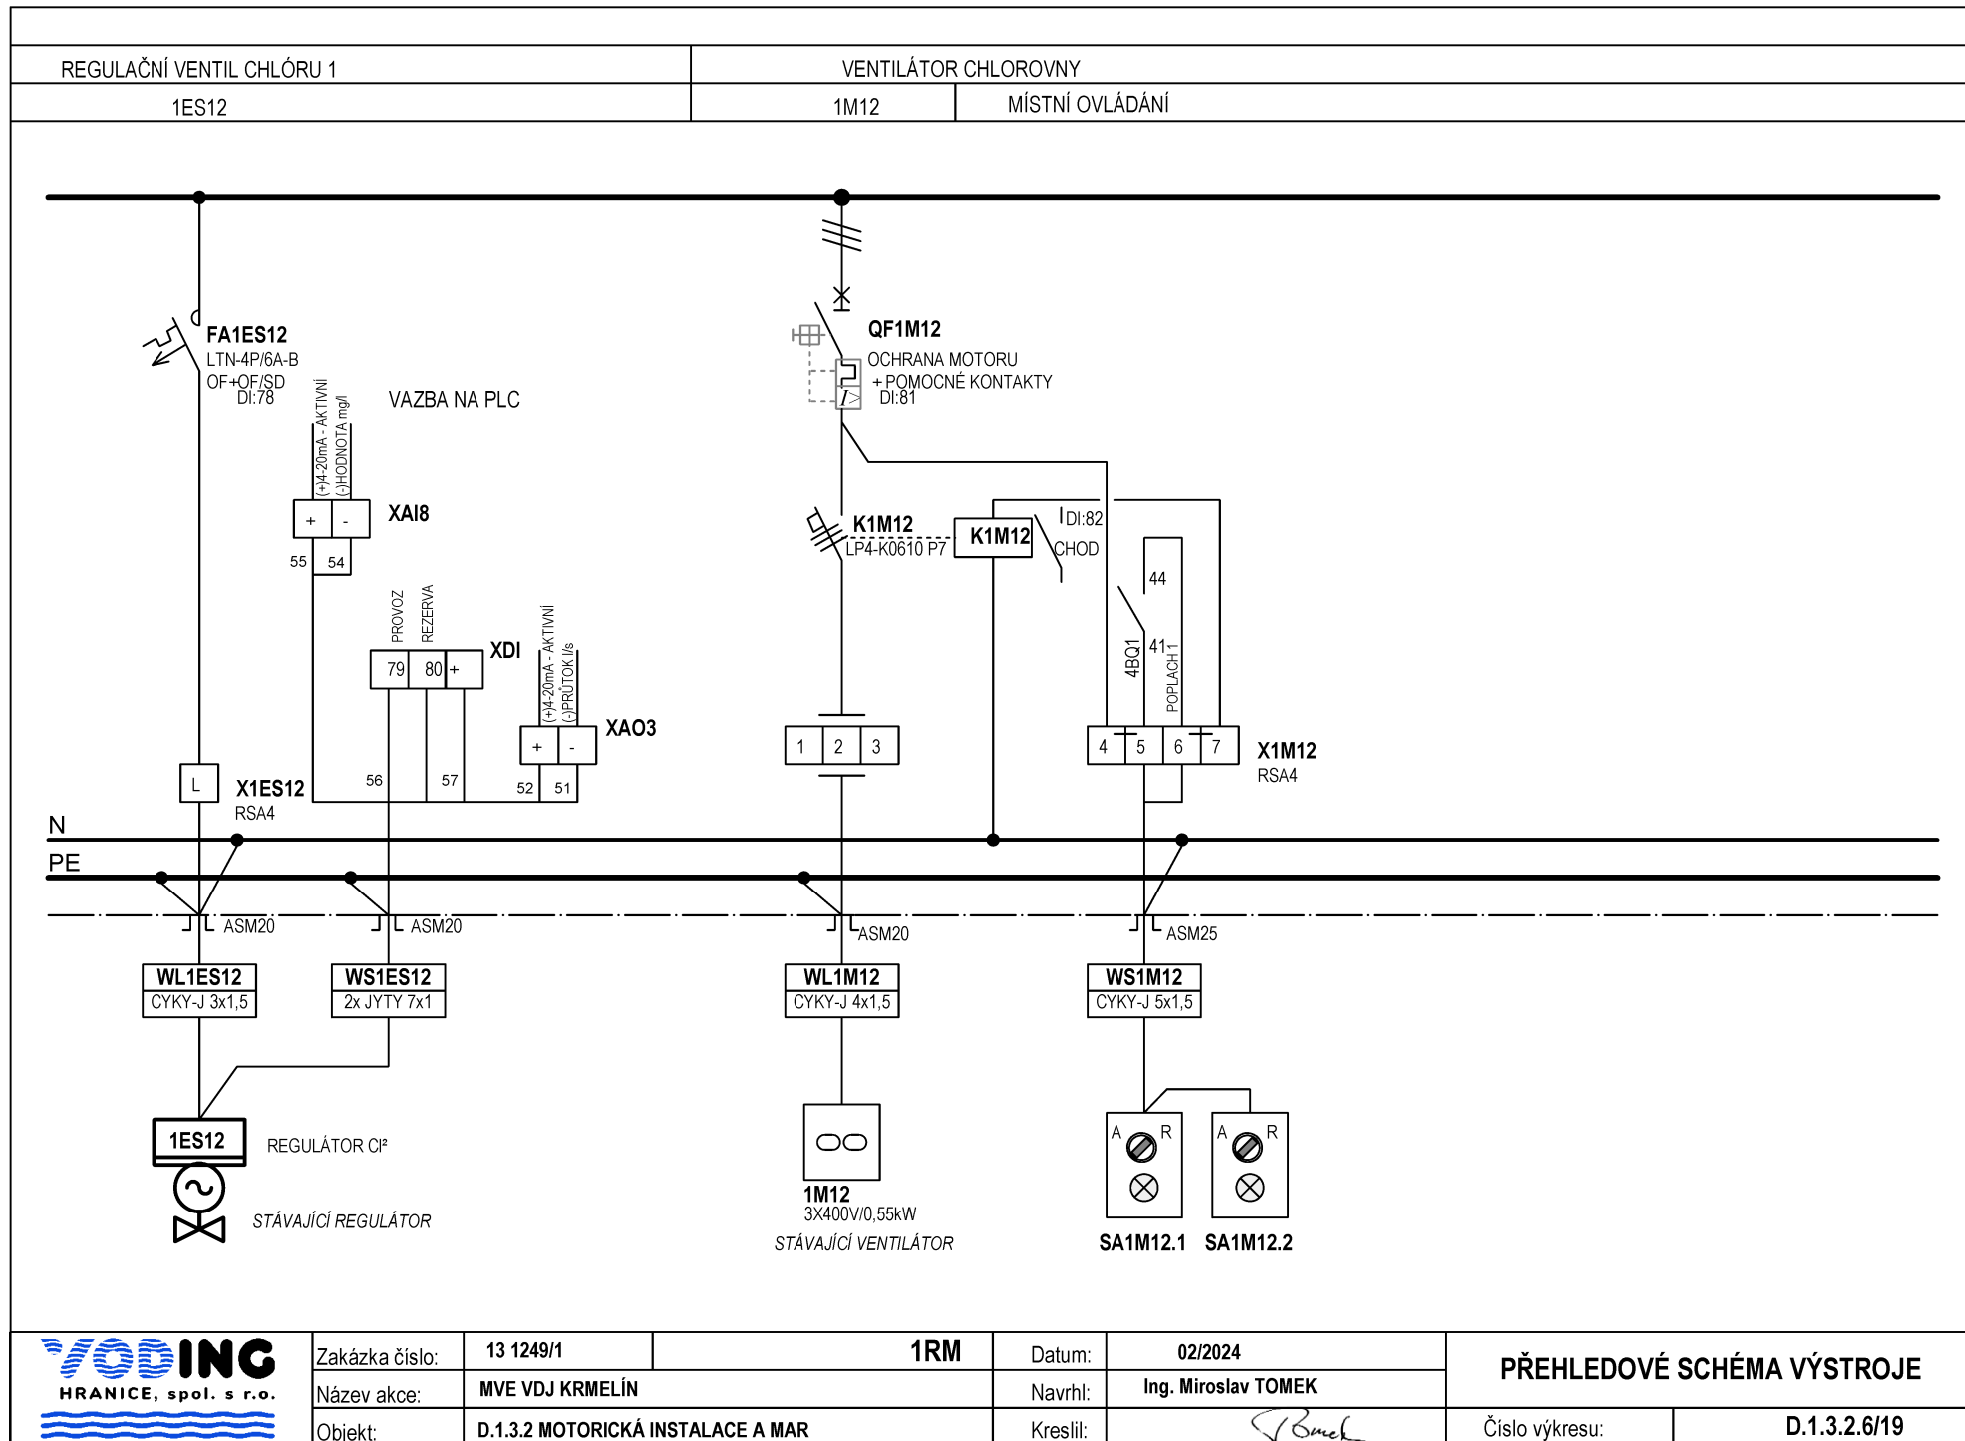 REGULAČNÍ VENTIL CHLÓRU 1
VENTILÁTOR CHLOROVNY
1ES12
1M12
MÍSTNÍ OVLÁDÁNÍ
FA1ES12
LTN-4P/6A-B
OF+OF/SD
DI:78
(+)4-20mA - AKTIVNÍ
(-)HODNOTA mg/l
VAZBA NA PLC
+ -
XAI8
55 54
PROVOZ
REZERVA
79 80 +
XDI
56 57
(+)4-20mA - AKTIVNÍ
(-)PRŮTOK l/s
+ -
XAO3
52 51
L
X1ES12
RSA4
QF1M12
OCHRANA MOTORU
+ POMOCNÉ KONTAKTY
DI:81
I>
K1M12
LP4-K0610 P7
K1M12
DI:82
CHOD
44
41
4BQ1
POPLACH 1
1 2 3
4 5 6 7
X1M12
RSA4
N
PE
ASM20
ASM20
ASM20
ASM25
WL1ES12
CYKY-J 3x1,5
WS1ES12
2x JYTY 7x1
WL1M12
CYKY-J 4x1,5
WS1M12
CYKY-J 5x1,5
1ES12
REGULÁTOR Cl²
STÁVAJÍCÍ REGULÁTOR
1M12
3X400V/0,55kW
STÁVAJÍCÍ VENTILÁTOR
A R
A R
SA1M12.1
SA1M12.2
VODING
HRANICE, spol. s r.o.
Zakázka číslo:
13 1249/1
1RM
Datum:
02/2024
PŘEHLEDOVÉ SCHÉMA VÝSTROJE
Název akce:
MVE VDJ KRMELÍN
Navrhl:
Ing. Miroslav TOMEK
Objekt:
D.1.3.2 MOTORICKÁ INSTALACE A MAR
Kreslil:
Číslo výkresu:
D.1.3.2.6/19